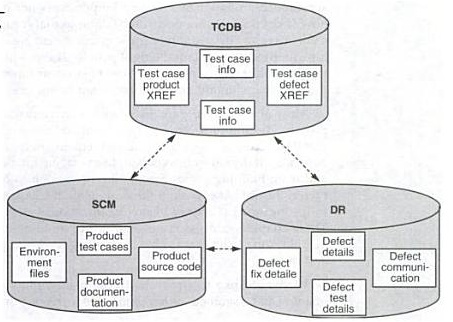 TCDB
Test case
info
Test case
product
XREF
Test case
defect
XREF
Test case
info
SCM
Product
test cases
Environ-
ment
files
Product
source code
Product
documen-
tation
DR
Defect
details
Defect
fix detaile
Defect
communi-
cation
Defect
test details